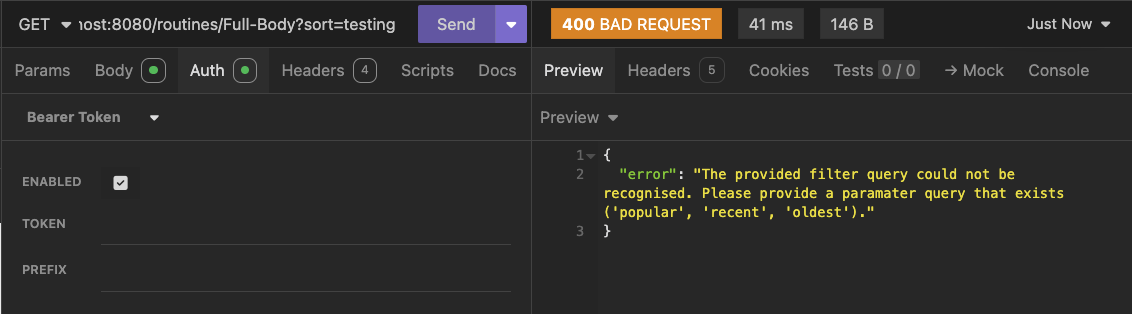 GET ıost:8080/routines/Full-Body?sort=testing Send 400 BAD REQUEST 41 ms 146 B Just Now
Params Body Auth Headers 4 Scripts Docs Preview Headers 5 Cookies Tests 0 / 0 → Mock Console
Bearer Token Preview
ENABLED
TOKEN
PREFIX
1 {
2 "error": "The provided filter query could not be
recognised. Please provide a paramater query that exists
('popular', 'recent', 'oldest')."
3 }